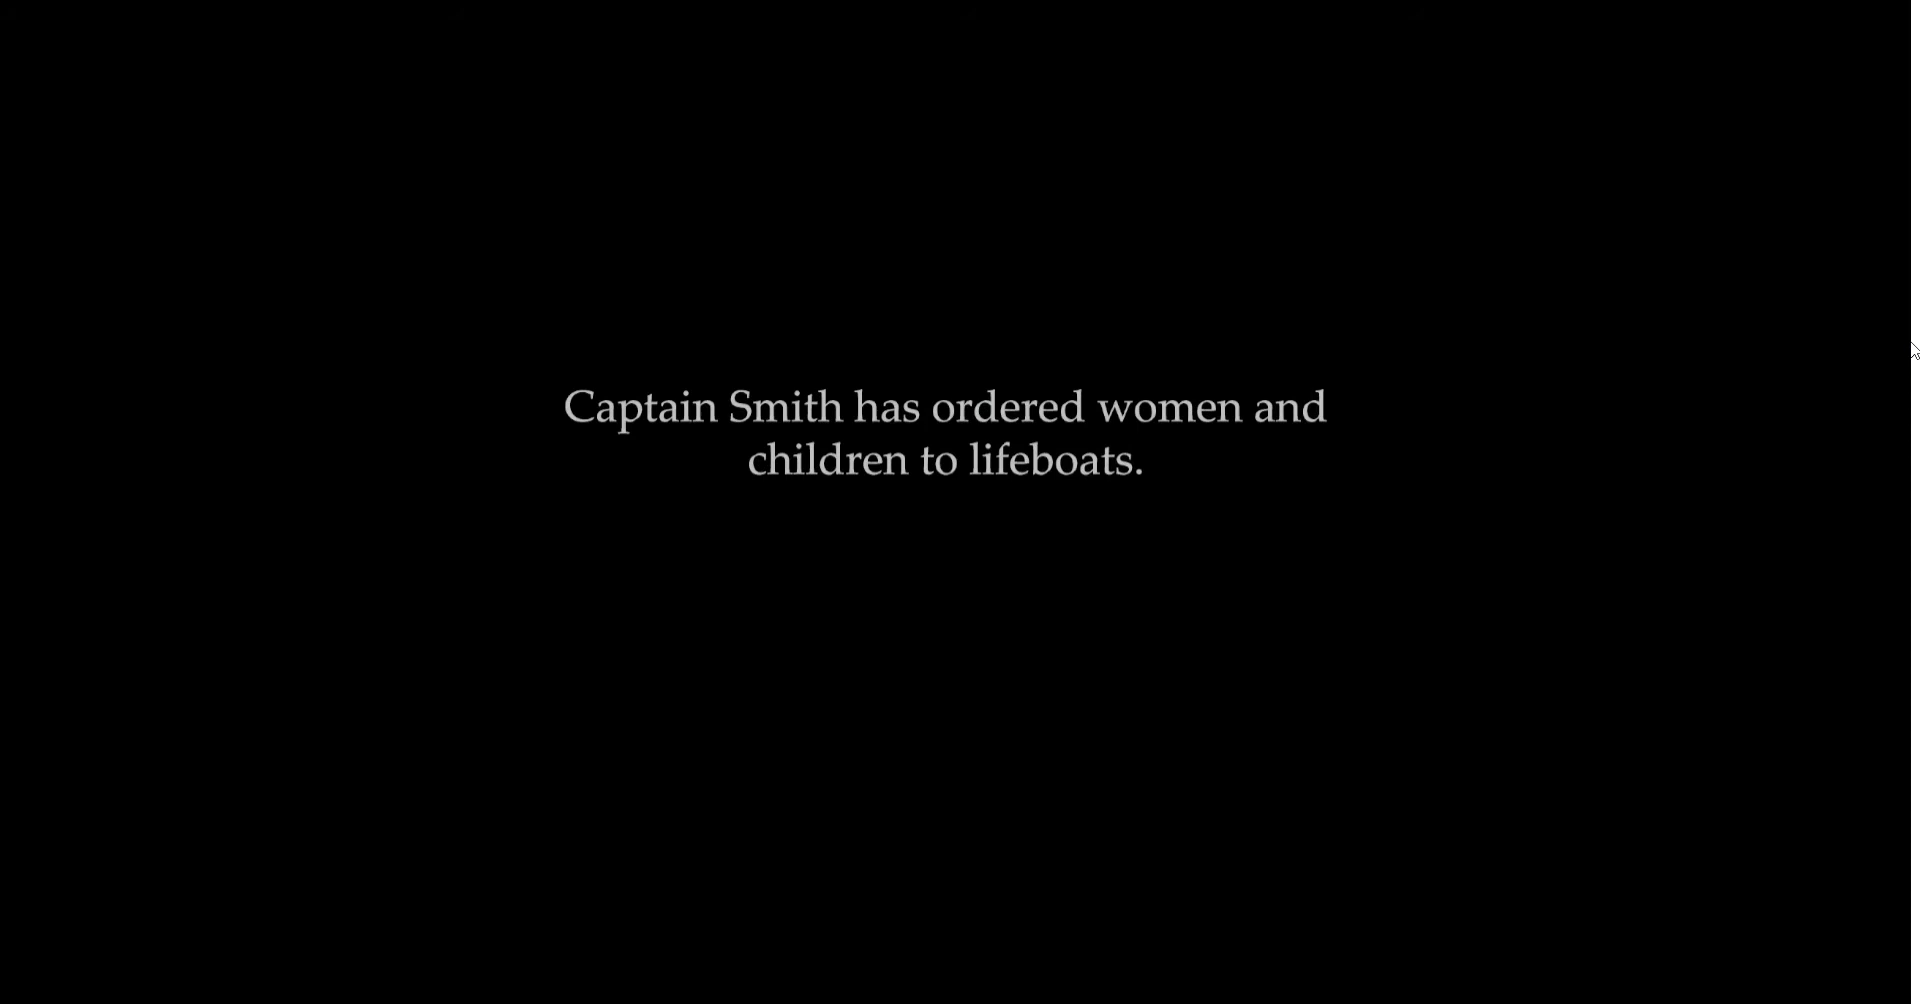 Captain Smith has ordered women and
children to lifeboats.